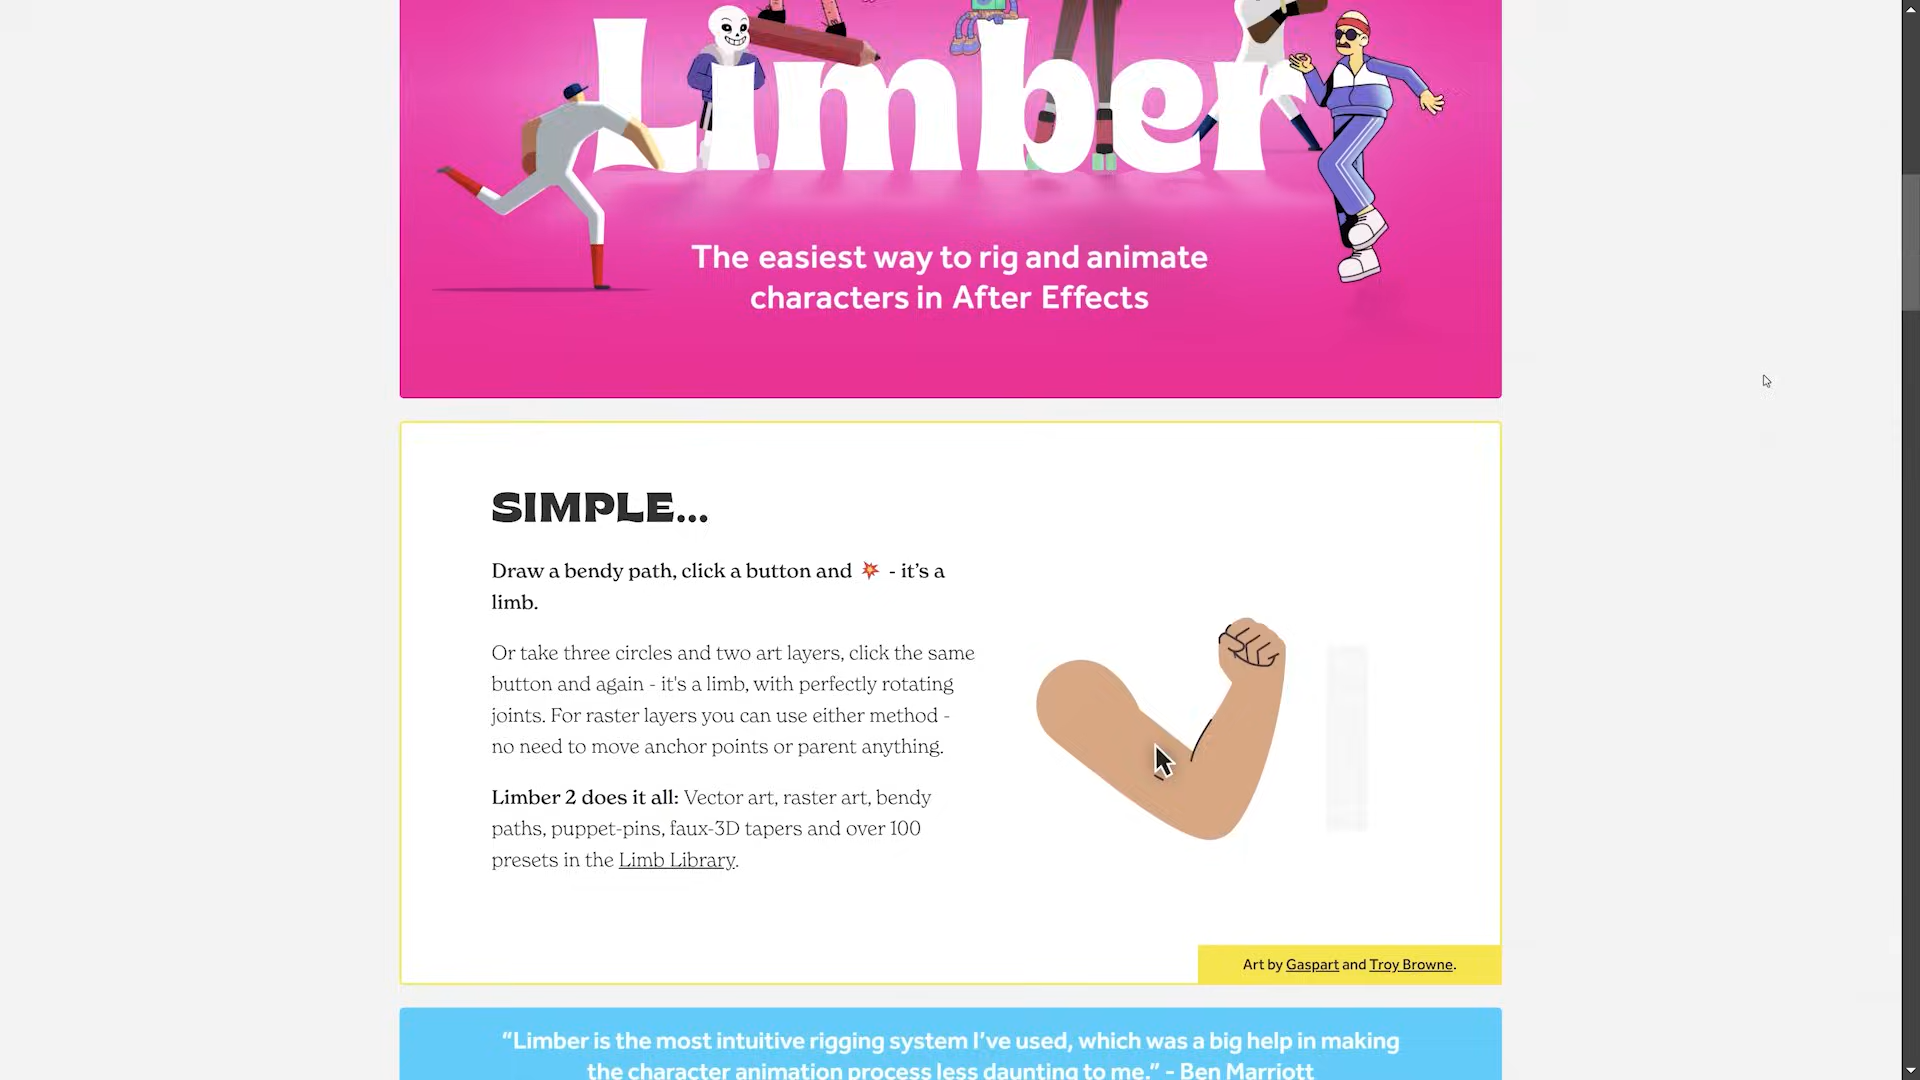 Limber
The easiest way to rig and animate
characters in After Effects
SIMPLE...
Draw a bendy path, click a button and 💥 - it’s a
limb.
Or take three circles and two art layers, click the same
button and again - it's a limb, with perfectly rotating
joints. For raster layers you can use either method -
no need to move anchor points or parent anything.
Limber 2 does it all: Vector art, raster art, bendy
paths, puppet-pins, faux-3D tapers and over 100
presets in the Limb Library.
Art by Gaspart and Troy Browne.
“Limber is the most intuitive rigging system I’ve used, which was a big help in making
the character animation process less daunting to me.” - Ben Marriott